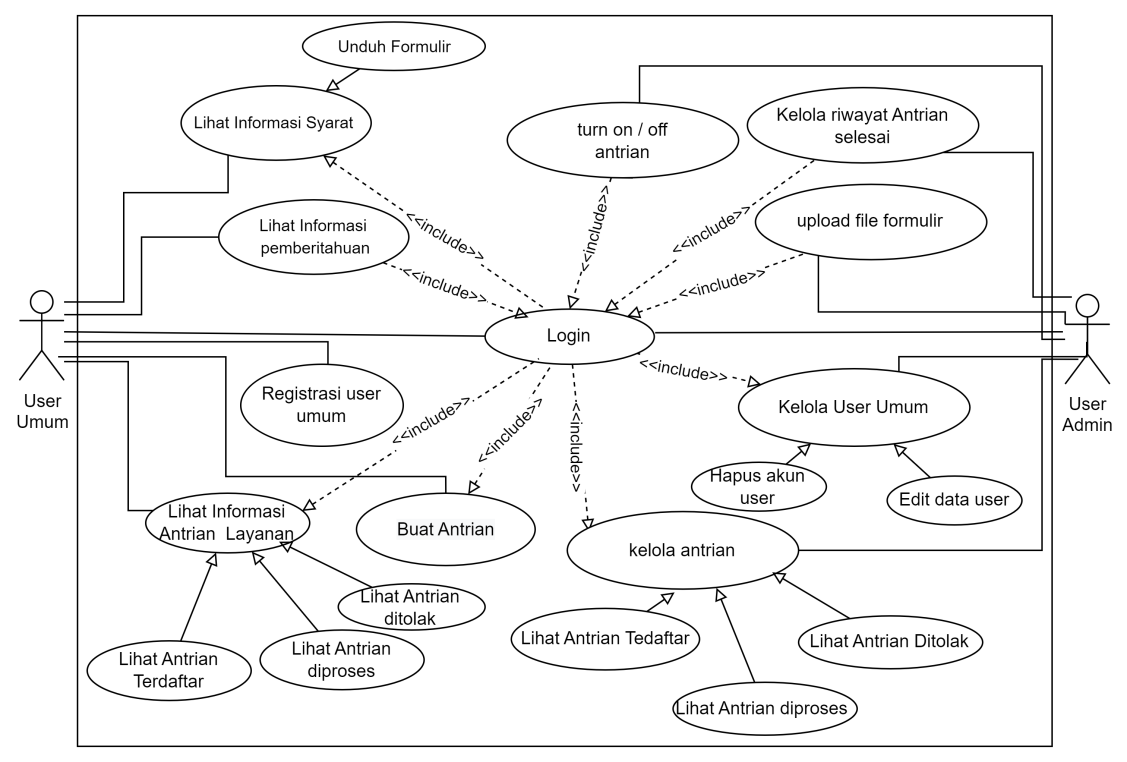 Unduh Formulir
Lihat Informasi Syarat
turn on / off
antrian
Kelola riwayat Antrian
selesai
Lihat Informasi
pemberitahuan
upload file formulir
<<include>>
<<include>>
<<include>>
<<include>>
<<include>>
Login
User
Umum
User
Admin
Registrasi user
umum
<<include>>
Kelola User Umum
<<include>>
<<include>>
<<include>>
Hapus akun
user
Edit data user
Lihat Informasi
Antrian  Layanan
Buat Antrian
kelola antrian
Lihat Antrian
ditolak
Lihat Antrian
Terdaftar
Lihat Antrian
diproses
Lihat Antrian Tedaftar
Lihat Antrian Ditolak
Lihat Antrian diproses